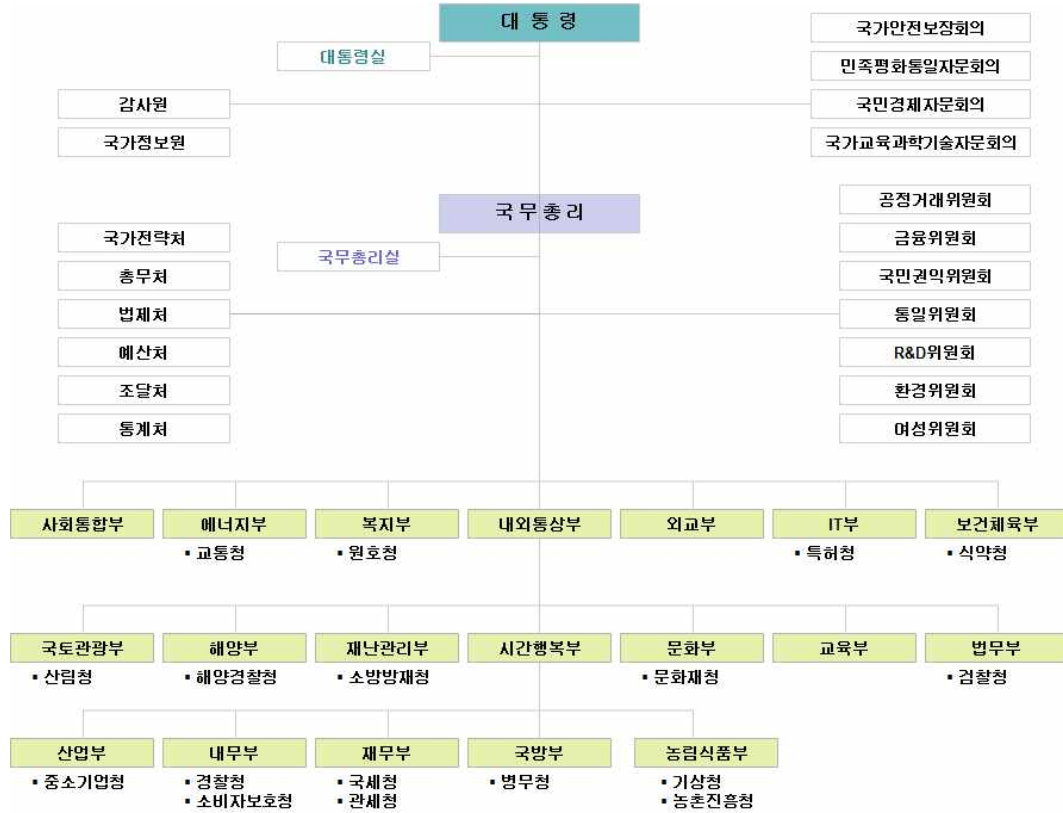 대통령
대통령실
국가안전보장회의
민족평화통일자문회의
감사원
국민경제자문회의
국가정보원
국가교육과학기술자문회의
국무총리
국무총리실
공정거래위원회
국가전략처
금융위원회
총무처
국민권익위원회
법제처
통일위원회
예산처
R&D위원회
조달처
환경위원회
통계처
여성위원회
사회통합부 에너지부 복지부 내외통상부 외교부 IT부 보건체육부
▪ 교통청 ▪ 원호청 ▪ 특허청 ▪ 식약청
국토관광부 해양부 재난관리부 시간행복부 문화부 교육부 법무부
▪ 산림청 ▪ 해양경찰청 ▪ 소방방재청 ▪ 문화재청 ▪ 검찰청
산업부 내무부 재무부 국방부 농림식품부
▪ 중소기업청 ▪ 경찰청 ▪ 국세청 ▪ 병무청 ▪ 기상청
▪ 소비자보호청 ▪ 관세청 ▪ 농촌진흥청